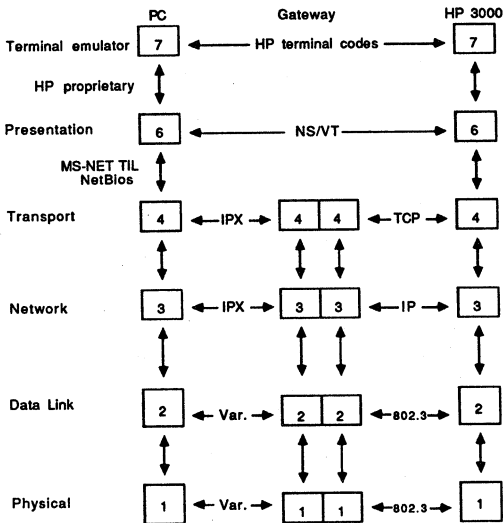 PC Gateway HP 3000
Terminal emulator 7 HP terminal codes 7
HP proprietary
Presentation 6 NS/VT 6
MS-NET TIL
NetBios
Transport 4 IPX 4 4 TCP 4
Network 3 IPX 3 3 IP 3
Data Link 2 Var. 2 2 802.3 2
Physical 1 Var. 1 1 802.3 1